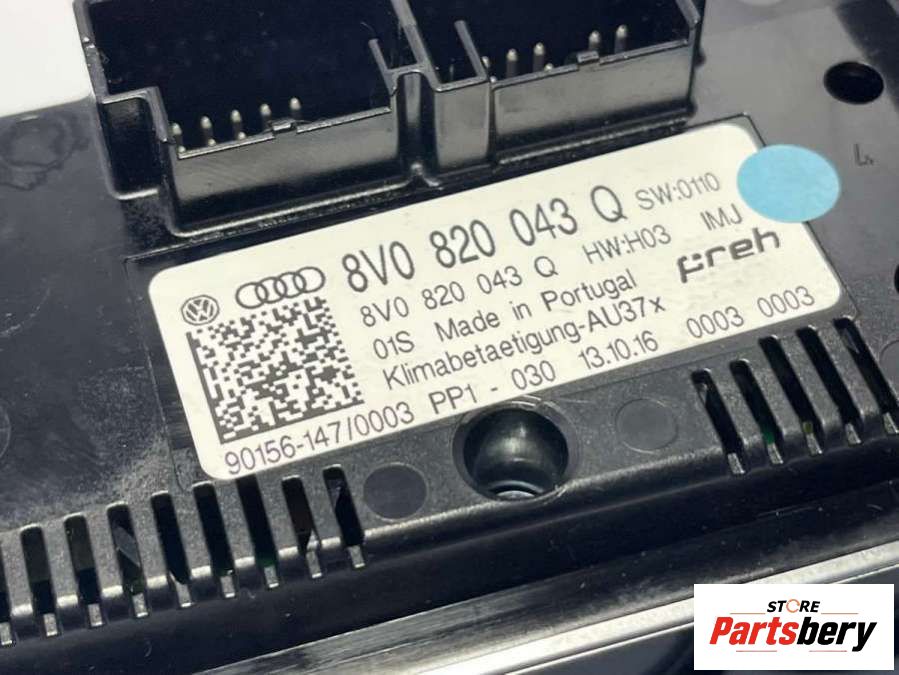 8V0 820 043 Q SW:0110
8V0 820 043 Q HW:H03 IMJ
01S Made in Portugal preh
Klimabetaetigung-AU37x
90156-147/0003 PP1 - 030 13.10.16 0003 0003
STORE
Partsbery